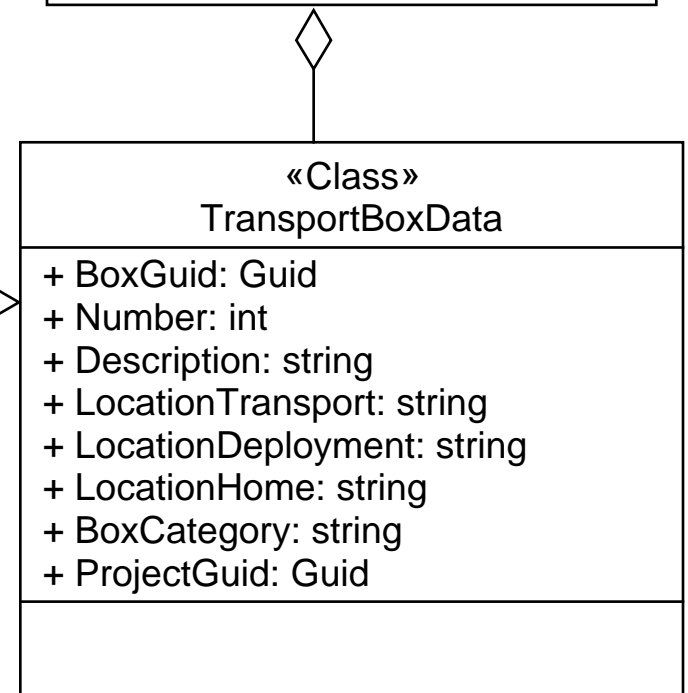 «Class»
TransportBoxData
+ BoxGuid: Guid
+ Number: int
+ Description: string
+ LocationTransport: string
+ LocationDeployment: string
+ LocationHome: string
+ BoxCategory: string
+ ProjectGuid: Guid